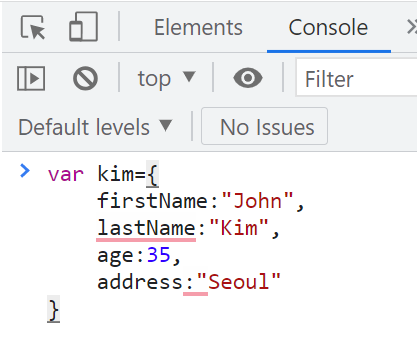 Elements Console »
top ▼ Filter
Default levels ▼ No Issues
> var kim={
firstName:"John",
lastName:"Kim",
age:35,
address:"Seoul"
}